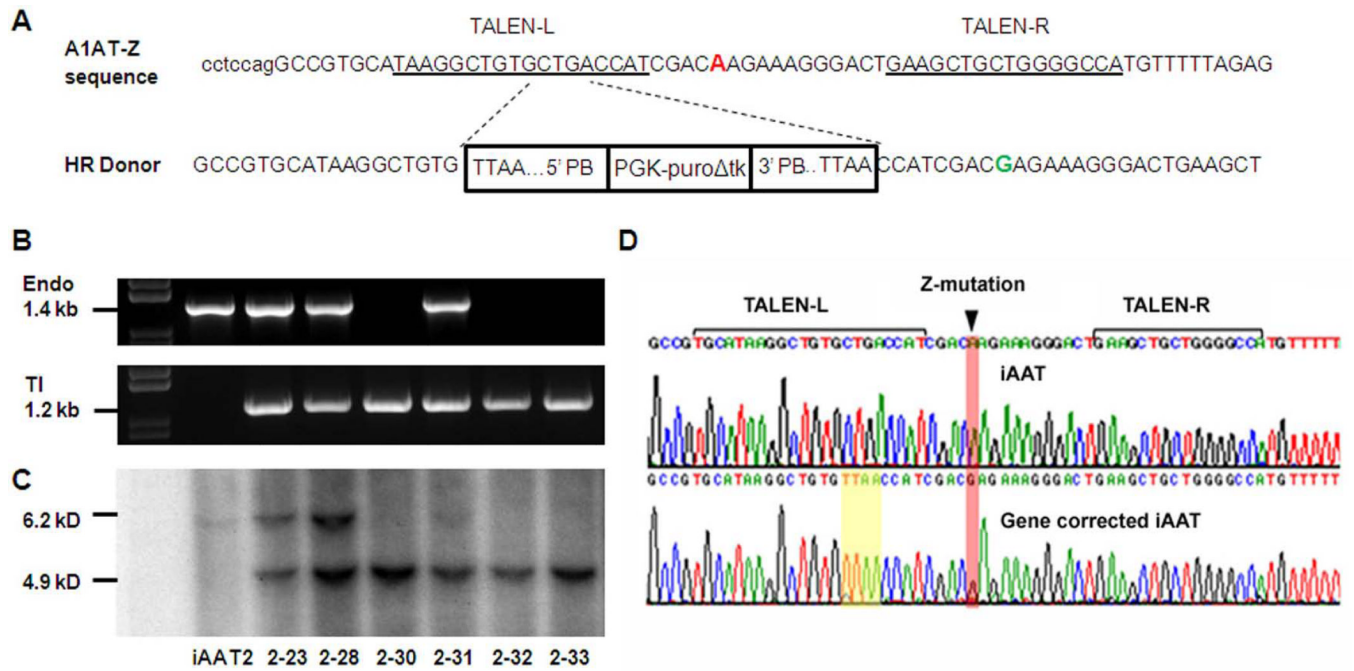 A
TALEN-L
TALEN-R
A1AT-Z sequence
cctccagGCCGTGCATAAGGCTGTGCTGACCATCGACAAGAAAGGGACTGAAGCTGCTGGGGCCATGTTTTTAGAG
HR Donor
GCCGTGCATAAGGCTGTG
TTAA...5' PB
PGK-puroΔtk
3' PB..TTAA
CCATCGACGAGAAAGGGACTGAAGCT
B
Endo
1.4 kb
TI
1.2 kb
C
6.2 kD
4.9 kD
iAAT2 2-23 2-28 2-30 2-31 2-32 2-33
D
Z-mutation
TALEN-L
TALEN-R
GCCGTGCATAAGGCTGTGCTGACCATCGACAAGAAAGGGACTGAAGCTGCTGGGGCCATGTTTTT
iAAT
GCCGTGCATAAGGCTGTGTTAACCATCGACGAGAAAGGGACTGAAGCTGCTGGGGCCATGTTTTT
Gene corrected iAAT